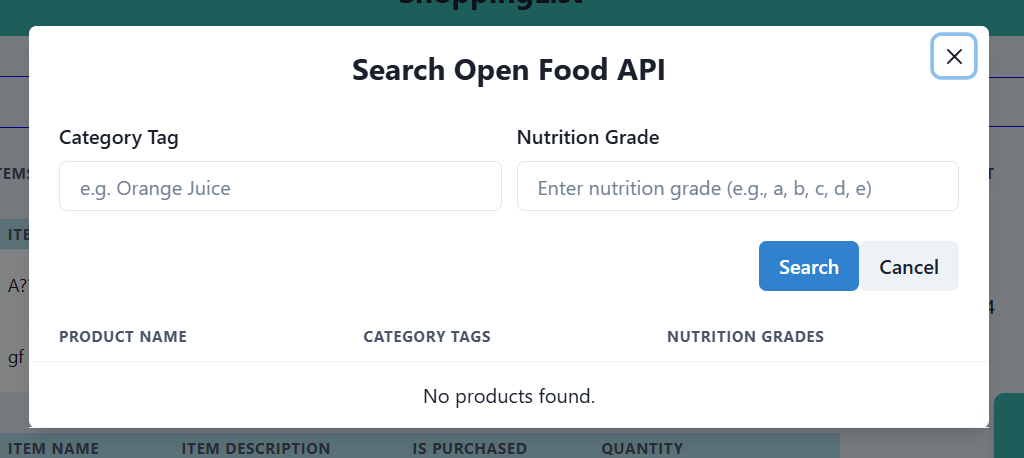 ShoppingList
Search Open Food API
Category Tag
Nutrition Grade
e.g. Orange Juice
Enter nutrition grade (e.g., a, b, c, d, e)
ITE
A?
Search
Cancel
4
PRODUCT NAME
CATEGORY TAGS
NUTRITION GRADES
gf
No products found.
ITEM NAME
ITEM DESCRIPTION
IS PURCHASED
QUANTITY